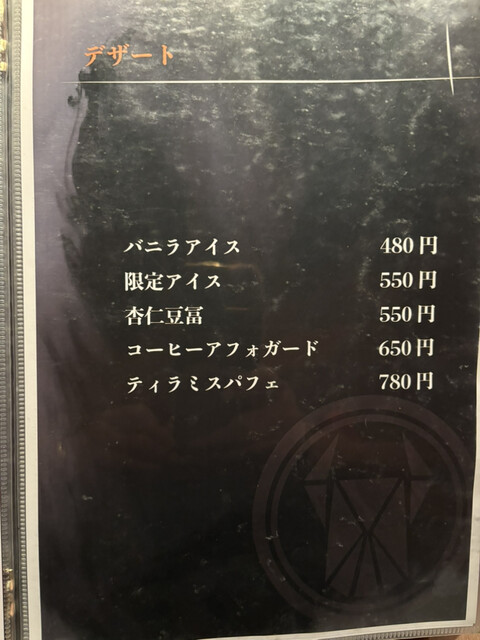 デザート
バニラアイス 480円
限定アイス 550円
杏仁豆冨 550円
コーヒーアフォガード 650円
ティラミスパフェ 780円